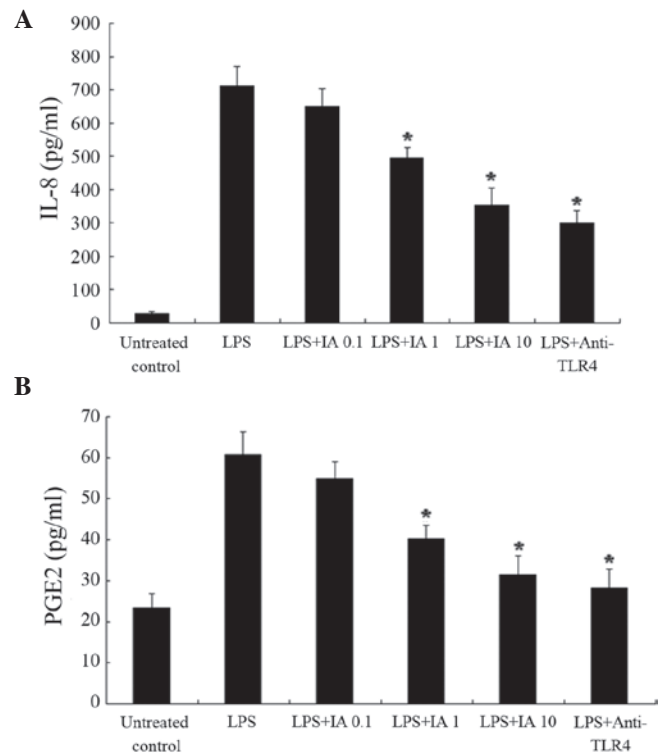 A
900
800
700
600
500
400
300
200
100
0
IL-8 (pg/ml)
*
*
*
Untreated control
LPS
LPS+IA 0.1
LPS+IA 1
LPS+IA 10
LPS+Anti-TLR4
B
70
60
50
40
30
20
10
0
PGE2 (pg/ml)
*
*
*
Untreated control
LPS
LPS+IA 0.1
LPS+IA 1
LPS+IA 10
LPS+Anti-TLR4